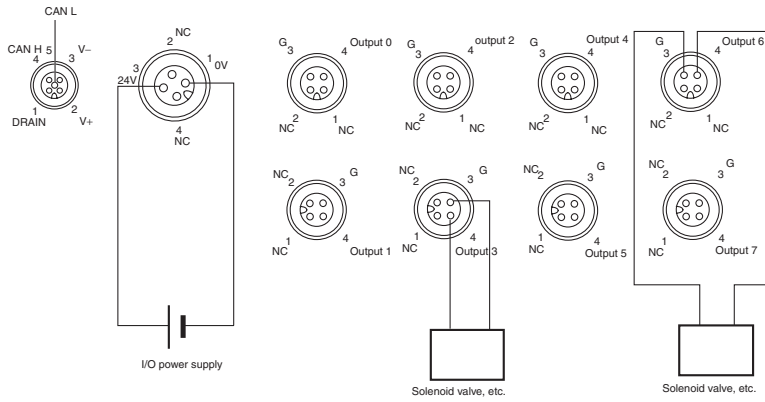 CAN L
CAN H 5 V–
4 3
1 2
DRAIN V+
NC
2
3 1
24V 0V
4
NC
G Output 0
3 4
2 1
NC NC
G output 2
3 4
2 1
NC NC
G Output 4
3 4
2 1
NC NC
G Output 6
3 4
2 1
NC NC
NC G
2 3
1 4
NC Output 1
NC G
2 3
1 4
NC Output 3
NC G
2 3
1 4
NC Output 5
NC G
2 3
1 4
NC Output 7
I/O power supply
Solenoid valve, etc.
Solenoid valve, etc.